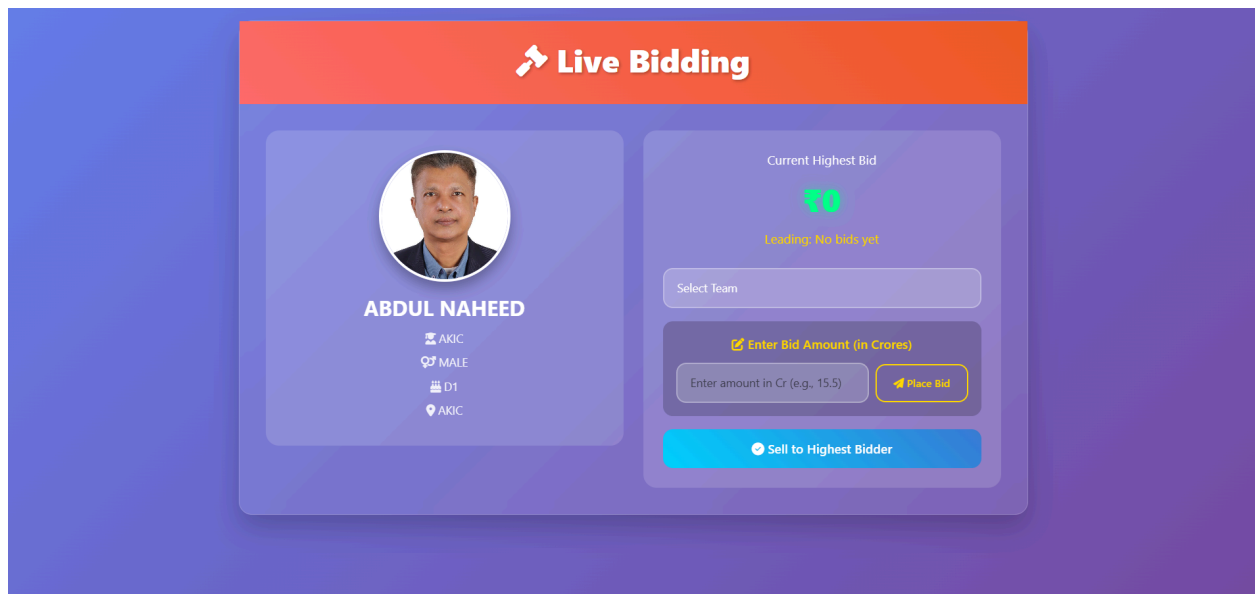 Live Bidding
ABDUL NAHEED
AKIC
MALE
D1
AKIC
Current Highest Bid
₹0
Leading: No bids yet
Select Team
Enter Bid Amount (in Crores)
Enter amount in Cr (e.g., 15.5)
Place Bid
Sell to Highest Bidder